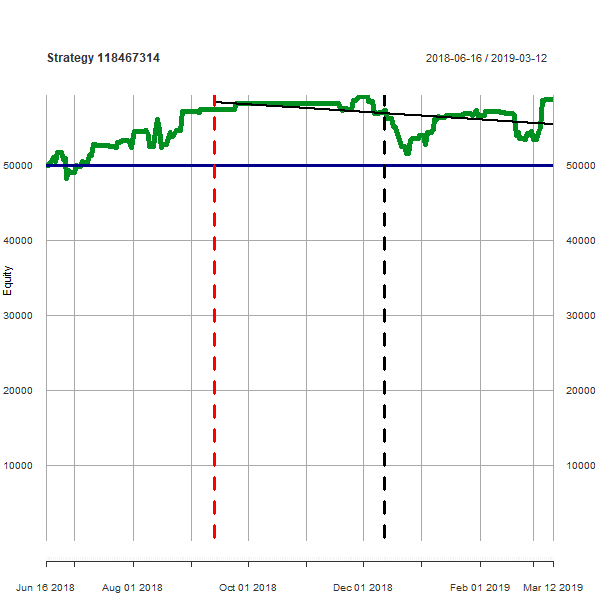 Strategy 118467314
2018-06-16 / 2019-03-12
50000 50000
40000 40000
30000 30000
20000 20000
10000 10000
Equity
Jun 16 2018 Aug 01 2018 Oct 01 2018 Dec 01 2018 Feb 01 2019 Mar 12 2019